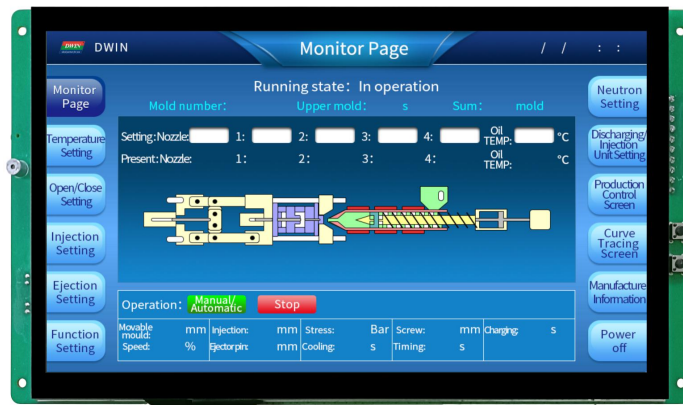 DWIN DWIN Monitor Page / / : :
Monitor
Page
Temperature
Setting
Open/Close
Setting
Injection
Setting
Ejection
Setting
Function
Setting
Running state: In operation
Mold number: Upper mold: s Sum: mold
Setting: Nozzle: 1: 2: 3: 4: Oil TEMP: °C
Present: Nozzle: 1: 2: 3: 4: Oil TEMP: °C
Operation: Manual/Automatic Stop
Movable mould: mm Injection: mm Stress: Bar Screw: mm Charging: s
Speed: % Ejector pin: mm Cooling: s Timing: s
Neutron
Setting
Discharging/
Injection
Unit Setting
Production
Control
Screen
Curve
Tracing
Screen
Manufacture
Information
Power
off